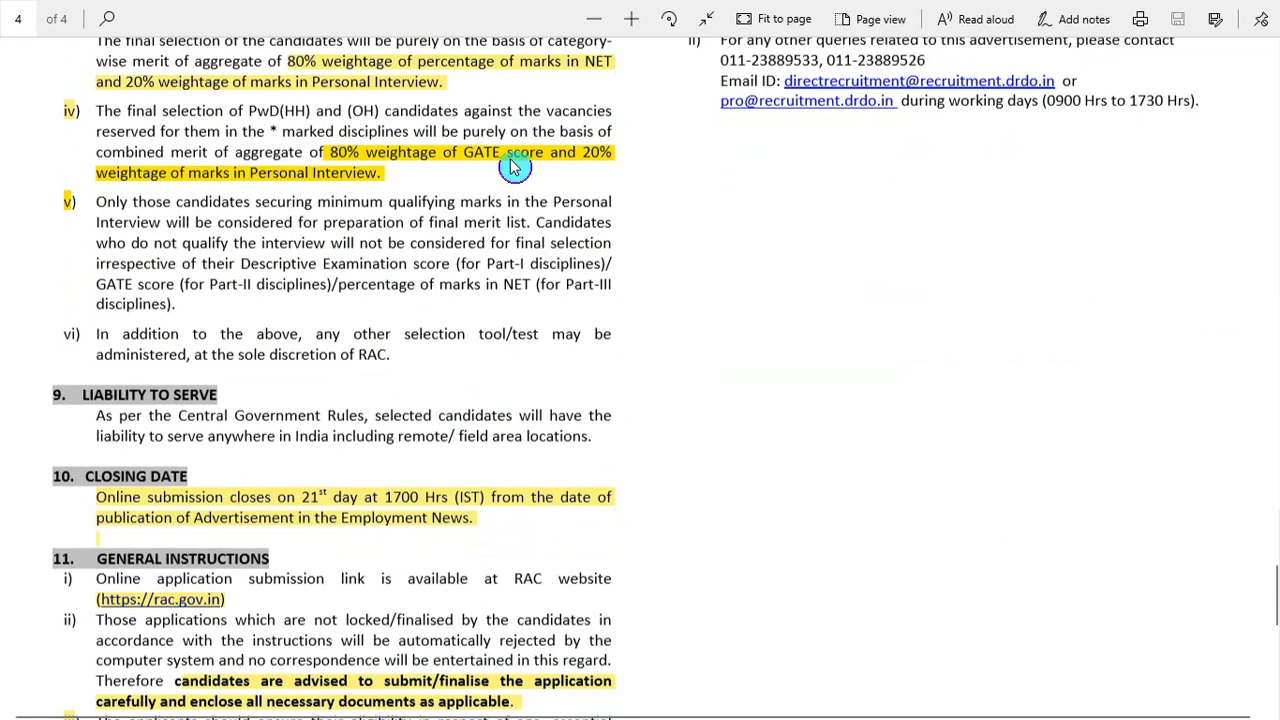 4 of 4 Fit to page Page view Read aloud Add notes
The final selection of the candidates will be purely on the basis of category-
wise merit of aggregate of 80% weightage of percentage of marks in NET
and 20% weightage of marks in Personal Interview.
iv) The final selection of PwD(HH) and (OH) candidates against the vacancies
reserved for them in the * marked disciplines will be purely on the basis of
combined merit of aggregate of 80% weightage of GATE score and 20%
weightage of marks in Personal Interview.
v) Only those candidates securing minimum qualifying marks in the Personal
Interview will be considered for preparation of final merit list. Candidates
who do not qualify the interview will not be considered for final selection
irrespective of their Descriptive Examination score (for Part-I disciplines)/
GATE score (for Part-II disciplines)/percentage of marks in NET (for Part-III
disciplines).
vi) In addition to the above, any other selection tool/test may be
administered, at the sole discretion of RAC.
9. LIABILITY TO SERVE
As per the Central Government Rules, selected candidates will have the
liability to serve anywhere in India including remote/ field area locations.
10. CLOSING DATE
Online submission closes on 21st day at 1700 Hrs (IST) from the date of
publication of Advertisement in the Employment News.
11. GENERAL INSTRUCTIONS
i) Online application submission link is available at RAC website
(https://rac.gov.in)
ii) Those applications which are not locked/finalised by the candidates in
accordance with the instructions will be automatically rejected by the
computer system and no correspondence will be entertained in this regard.
Therefore candidates are advised to submit/finalise the application
carefully and enclose all necessary documents as applicable.
iii) The applicants should ensure their eligibility in respect of age, essential
ii) For any other queries related to this advertisement, please contact
011-23889533, 011-23889526
Email ID: directrecruitment@recruitment.drdo.in or
pro@recruitment.drdo.in during working days (0900 Hrs to 1730 Hrs).